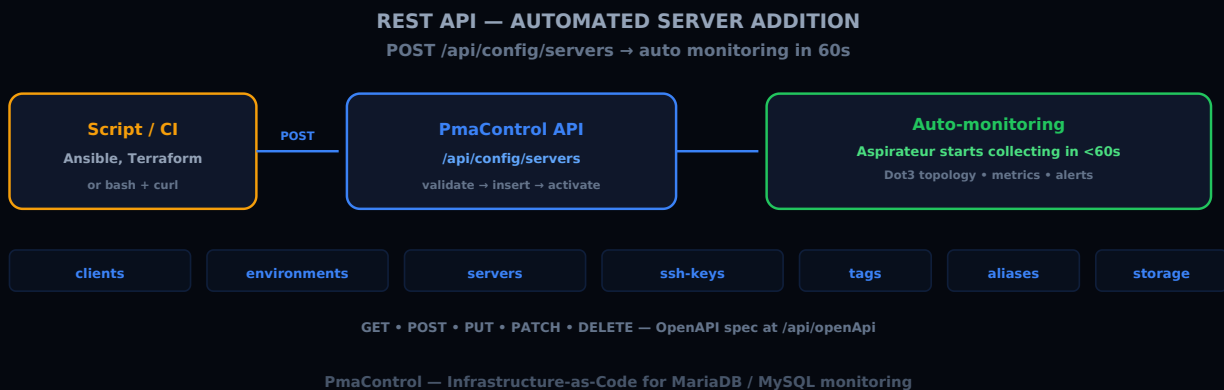 REST API — AUTOMATED SERVER ADDITION
POST /api/config/servers → auto monitoring in 60s
Script / CI
Ansible, Terraform
or bash + curl
POST
PmaControl API
/api/config/servers
validate → insert → activate
Auto-monitoring
Aspirateur starts collecting in <60s
Dot3 topology • metrics • alerts
clients
environments
servers
ssh-keys
tags
aliases
storage
GET • POST • PUT • PATCH • DELETE — OpenAPI spec at /api/openApi
PmaControl — Infrastructure-as-Code for MariaDB / MySQL monitoring